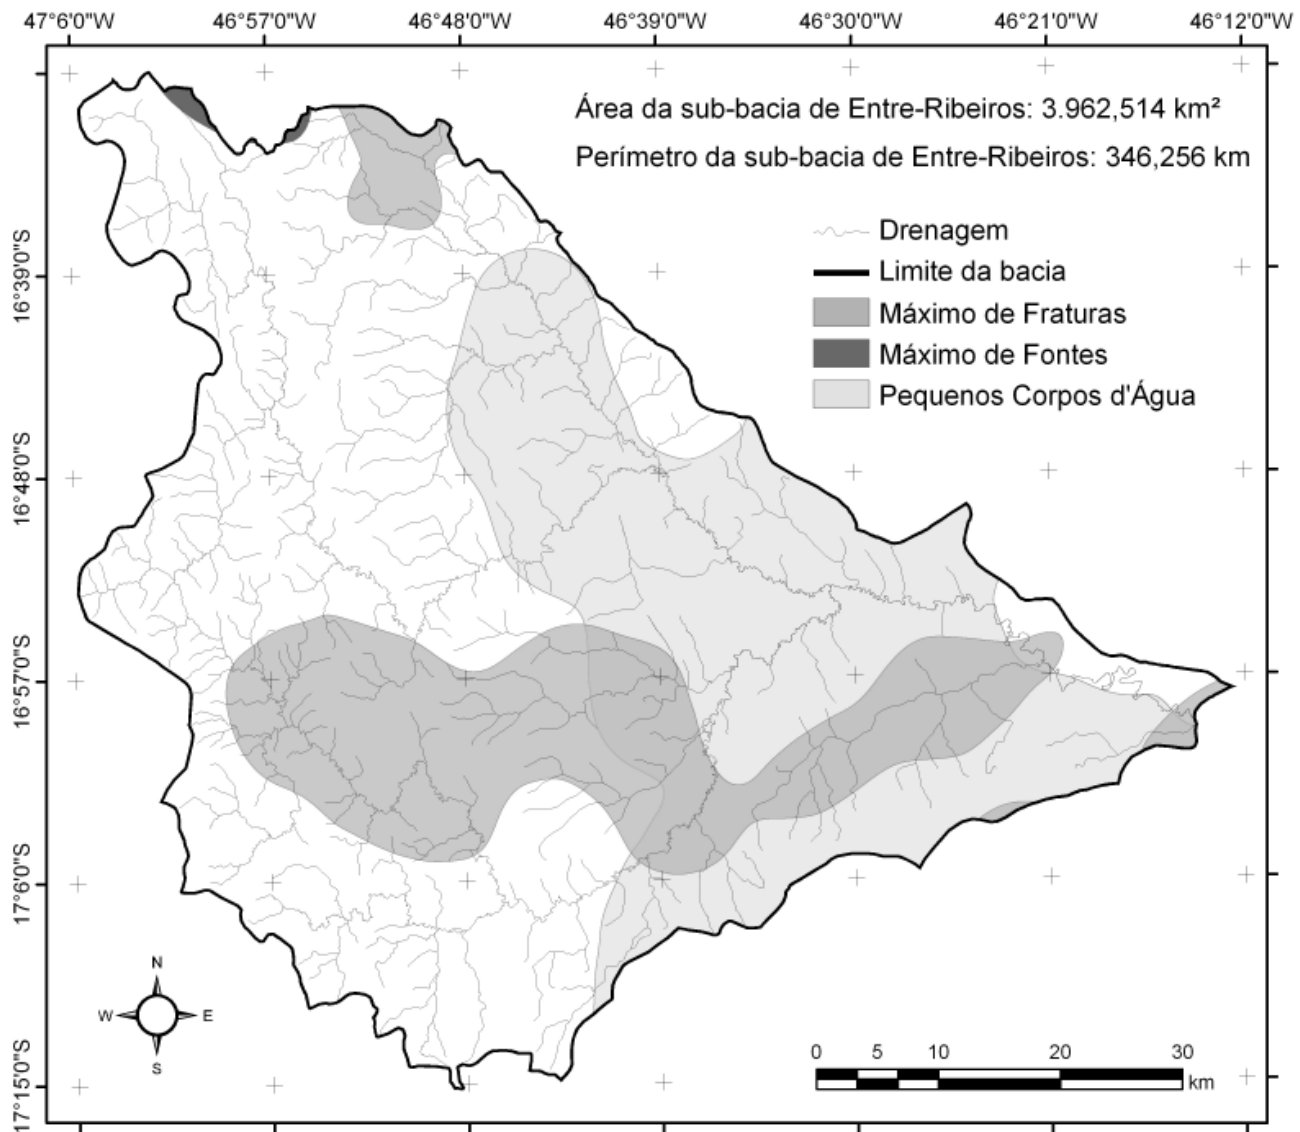 47°6'0"W 46°57'0"W 46°48'0"W 46°39'0"W 46°30'0"W 46°21'0"W 46°12'0"W
Área da sub-bacia de Entre-Ribeiros: 3.962,514 km²
Perímetro da sub-bacia de Entre-Ribeiros: 346,256 km
Drenagem
Limite da bacia
Máximo de Fraturas
Máximo de Fontes
Pequenos Corpos d'Água
16°39'0"S
16°48'0"S
16°57'0"S
17°6'0"S
17°15'0"S
N
W E
S
0 5 10 20 30
km